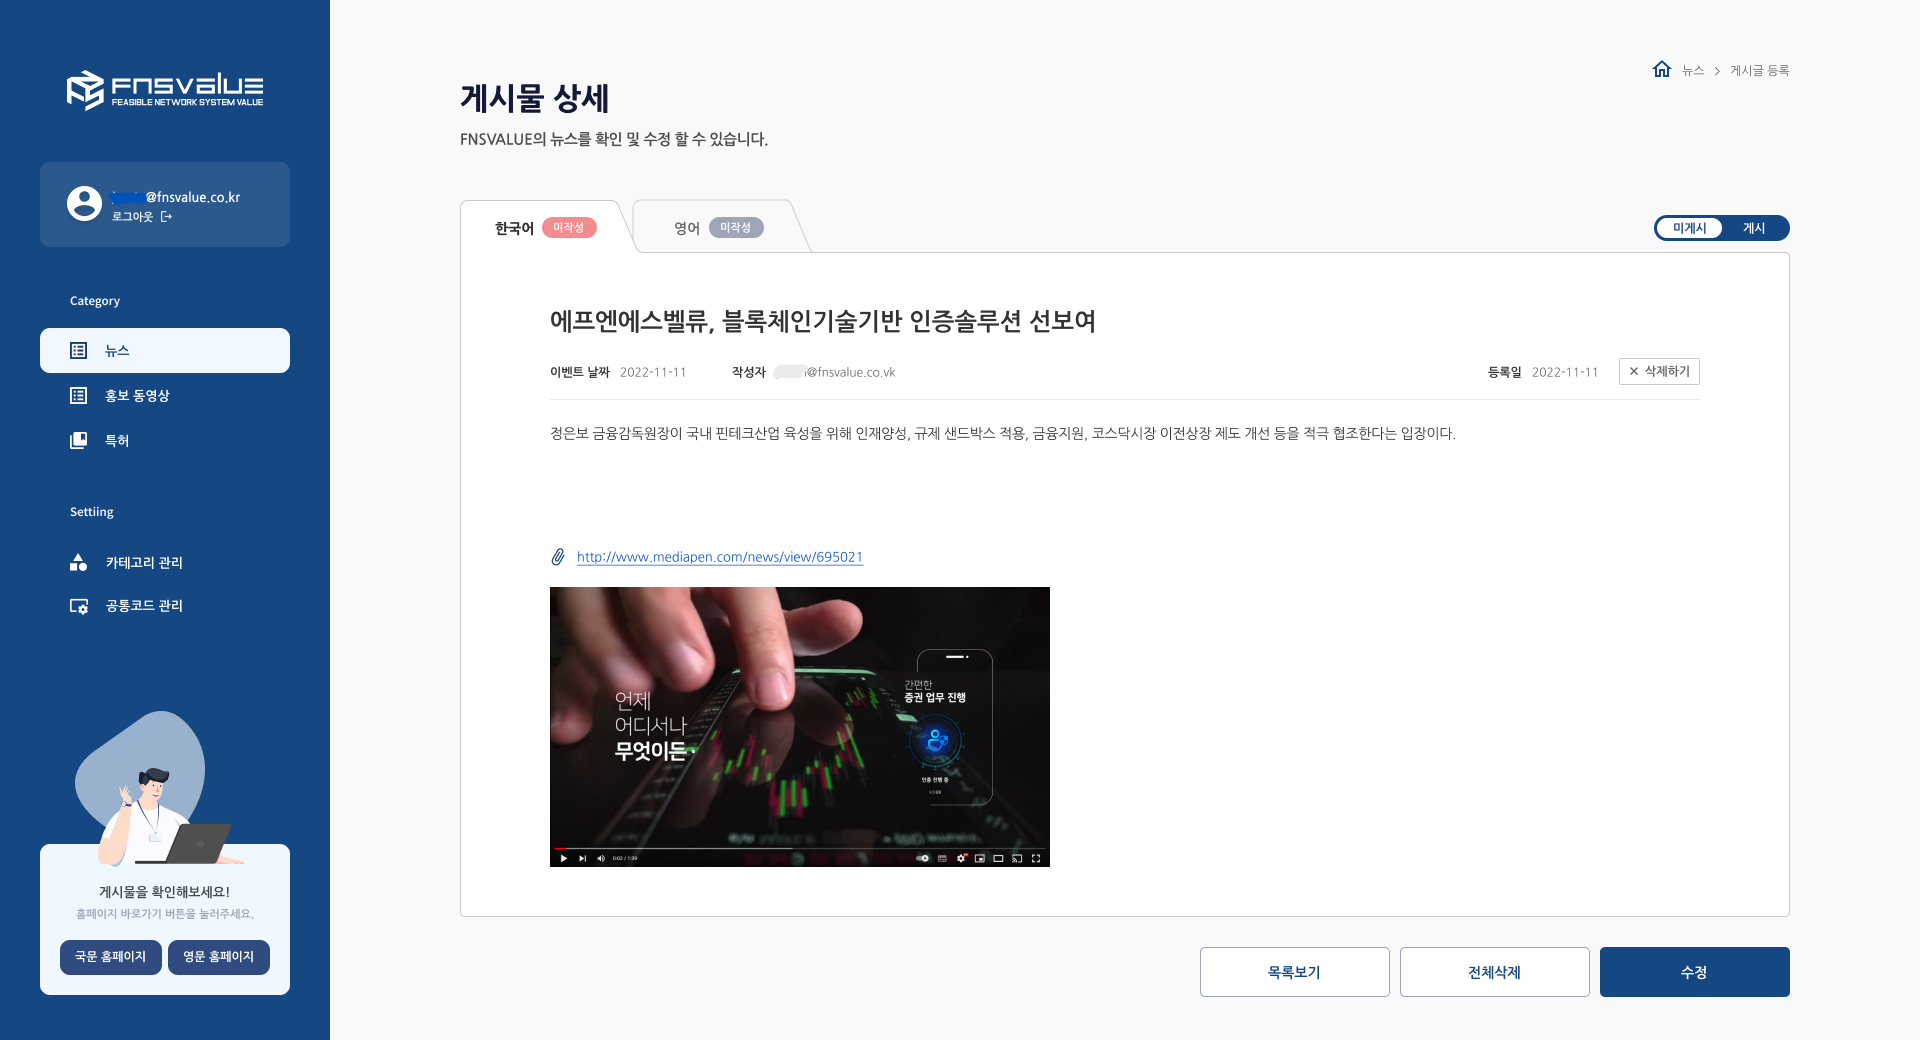 FNSVALUE
FEASIBLE NETWORK SYSTEM VALUE
@fnsvalue.co.kr
로그아웃
Category
뉴스
홍보 동영상
특허
Settiing
카테고리 관리
공통코드 관리
게시물을 확인해보세요!
홈페이지 바로가기 버튼을 눌러주세요.
국문 홈페이지
영문 홈페이지
뉴스 > 게시글 등록
게시물 상세
FNSVALUE의 뉴스를 확인 및 수정 할 수 있습니다.
한국어 미작성
영어 미작성
미게시 게시
에프엔에스벨류, 블록체인기술기반 인증솔루션 선보여
이벤트 날짜 2022-11-11 작성자 @fnsvalue.co.vk 등록일 2022-11-11 × 삭제하기
정은보 금융감독원장이 국내 핀테크산업 육성을 위해 인재양성, 규제 샌드박스 적용, 금융지원, 코스닥시장 이전상장 제도 개선 등을 적극 협조한다는 입장이다.
http://www.mediapen.com/news/view/695021
언제
어디서나
무엇이든
간편한
증권 업무 진행
인증 진행 중
0:02 / 1:39
목록보기
전체삭제
수정